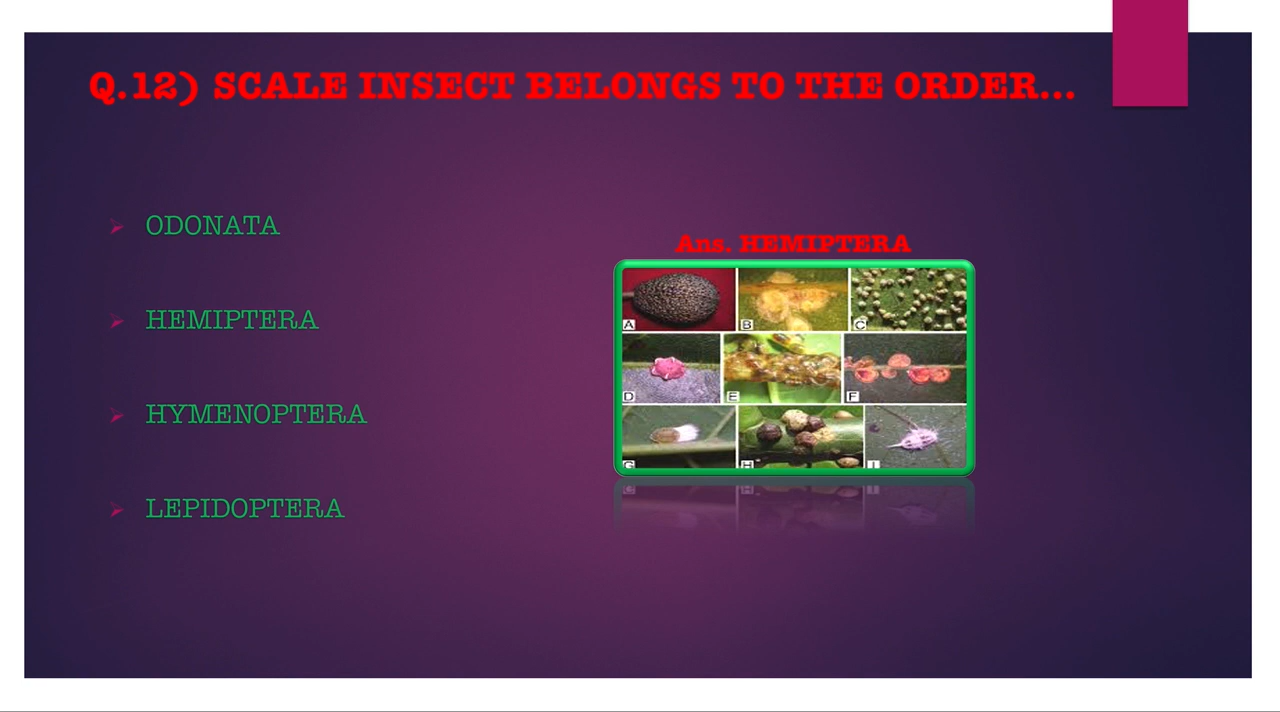 Q.12) SCALE INSECT BELONGS TO THE ORDER...
ODONATA
HEMIPTERA
HYMENOPTERA
LEPIDOPTERA
Ans. HEMIPTERA
A B C
D E F
G H I